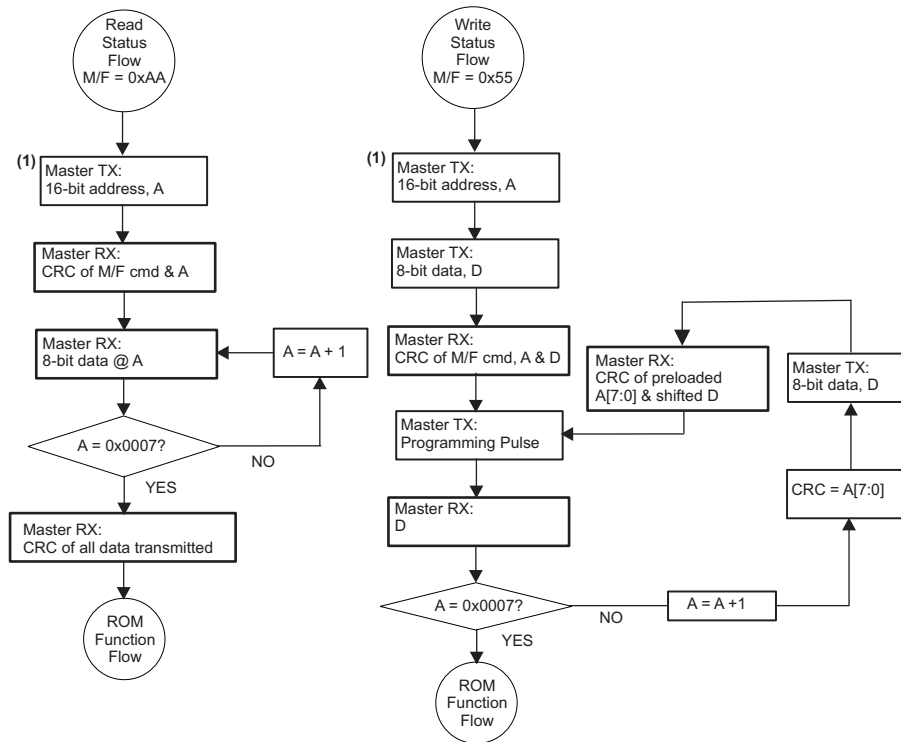 Read
Status
Flow
M/F = 0xAA
(1)
Master TX:
16-bit address, A
Master RX:
CRC of M/F cmd & A
Master RX:
8-bit data @ A
A = A + 1
A = 0x0007?
NO
YES
Master RX:
CRC of all data transmitted
ROM
Function
Flow
Write
Status
Flow
M/F = 0x55
(1)
Master TX:
16-bit address, A
Master TX:
8-bit data, D
Master RX:
CRC of M/F cmd, A & D
Master TX:
Programming Pulse
Master RX:
D
A = 0x0007?
NO
YES
A = A +1
CRC = A[7:0]
Master TX:
8-bit data, D
Master RX:
CRC of preloaded
A[7:0] & shifted D
ROM
Function
Flow